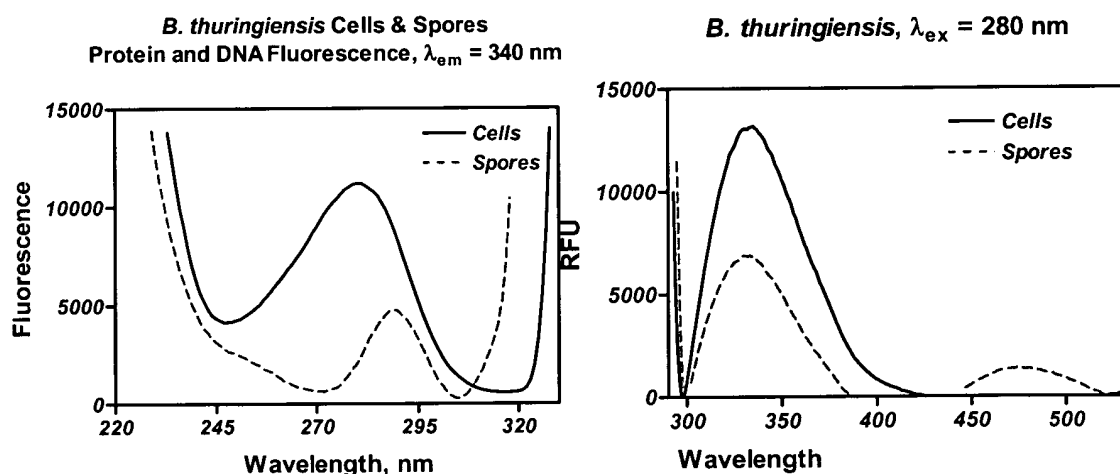 B. thuringiensis Cells & Spores
Protein and DNA Fluorescence, λem = 340 nm
15000
10000
5000
0
Fluorescence
Cells
Spores
220 245 270 295 320
Wavelength, nm
B. thuringiensis, λex = 280 nm
15000
10000
5000
0
RFU
Cells
Spores
300 350 400 450 500
Wavelength